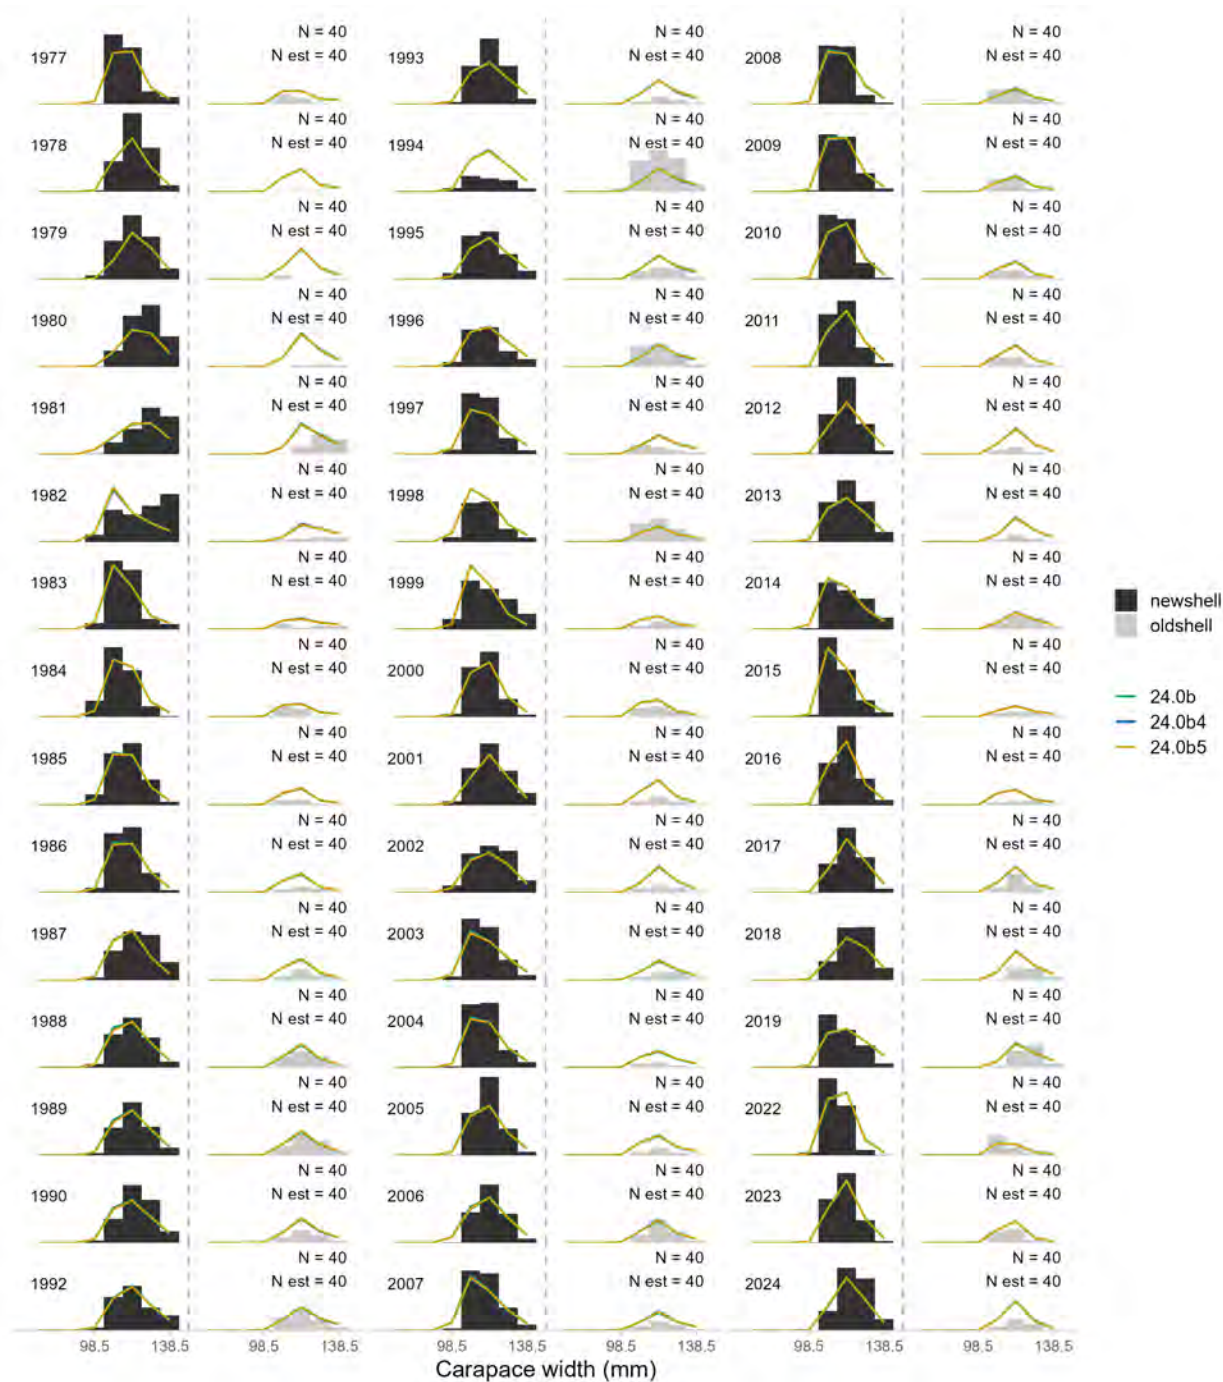 N = 40
N = 40
N = 40
1977
N est = 40
1993
N est = 40
2008
N est = 40
N = 40
N = 40
N = 40
1978
N est = 40
1994
N est = 40
2009
N est = 40
N = 40
N = 40
N = 40
1979
N est = 40
1995
N est = 40
2010
N est = 40
N = 40
N = 40
N = 40
1980
N est = 40
1996
N est = 40
2011
N est = 40
N = 40
N = 40
N = 40
1981
N est = 40
1997
N est = 40
2012
N est = 40
N = 40
N = 40
N = 40
1982
N est = 40
1998
N est = 40
2013
N est = 40
N = 40
N = 40
N = 40
1983
N est = 40
1999
N est = 40
2014
N est = 40
N = 40
N = 40
N = 40
1984
N est = 40
2000
N est = 40
2015
N est = 40
N = 40
N = 40
N = 40
1985
N est = 40
2001
N est = 40
2016
N est = 40
N = 40
N = 40
N = 40
1986
N est = 40
2002
N est = 40
2017
N est = 40
N = 40
N = 40
N = 40
1987
N est = 40
2003
N est = 40
2018
N est = 40
N = 40
N = 40
N = 40
1988
N est = 40
2004
N est = 40
2019
N est = 40
N = 40
N = 40
N = 40
1989
N est = 40
2005
N est = 40
2022
N est = 40
N = 40
N = 40
N = 40
1990
N est = 40
2006
N est = 40
2023
N est = 40
N = 40
N = 40
N = 40
1992
N est = 40
2007
N est = 40
2024
N est = 40
98.5 138.5 98.5 138.5 98.5 138.5 98.5 138.5 98.5 138.5 98.5 138.5
Carapace width (mm)
newshell
oldshell
24.0b
24.0b4
24.0b5